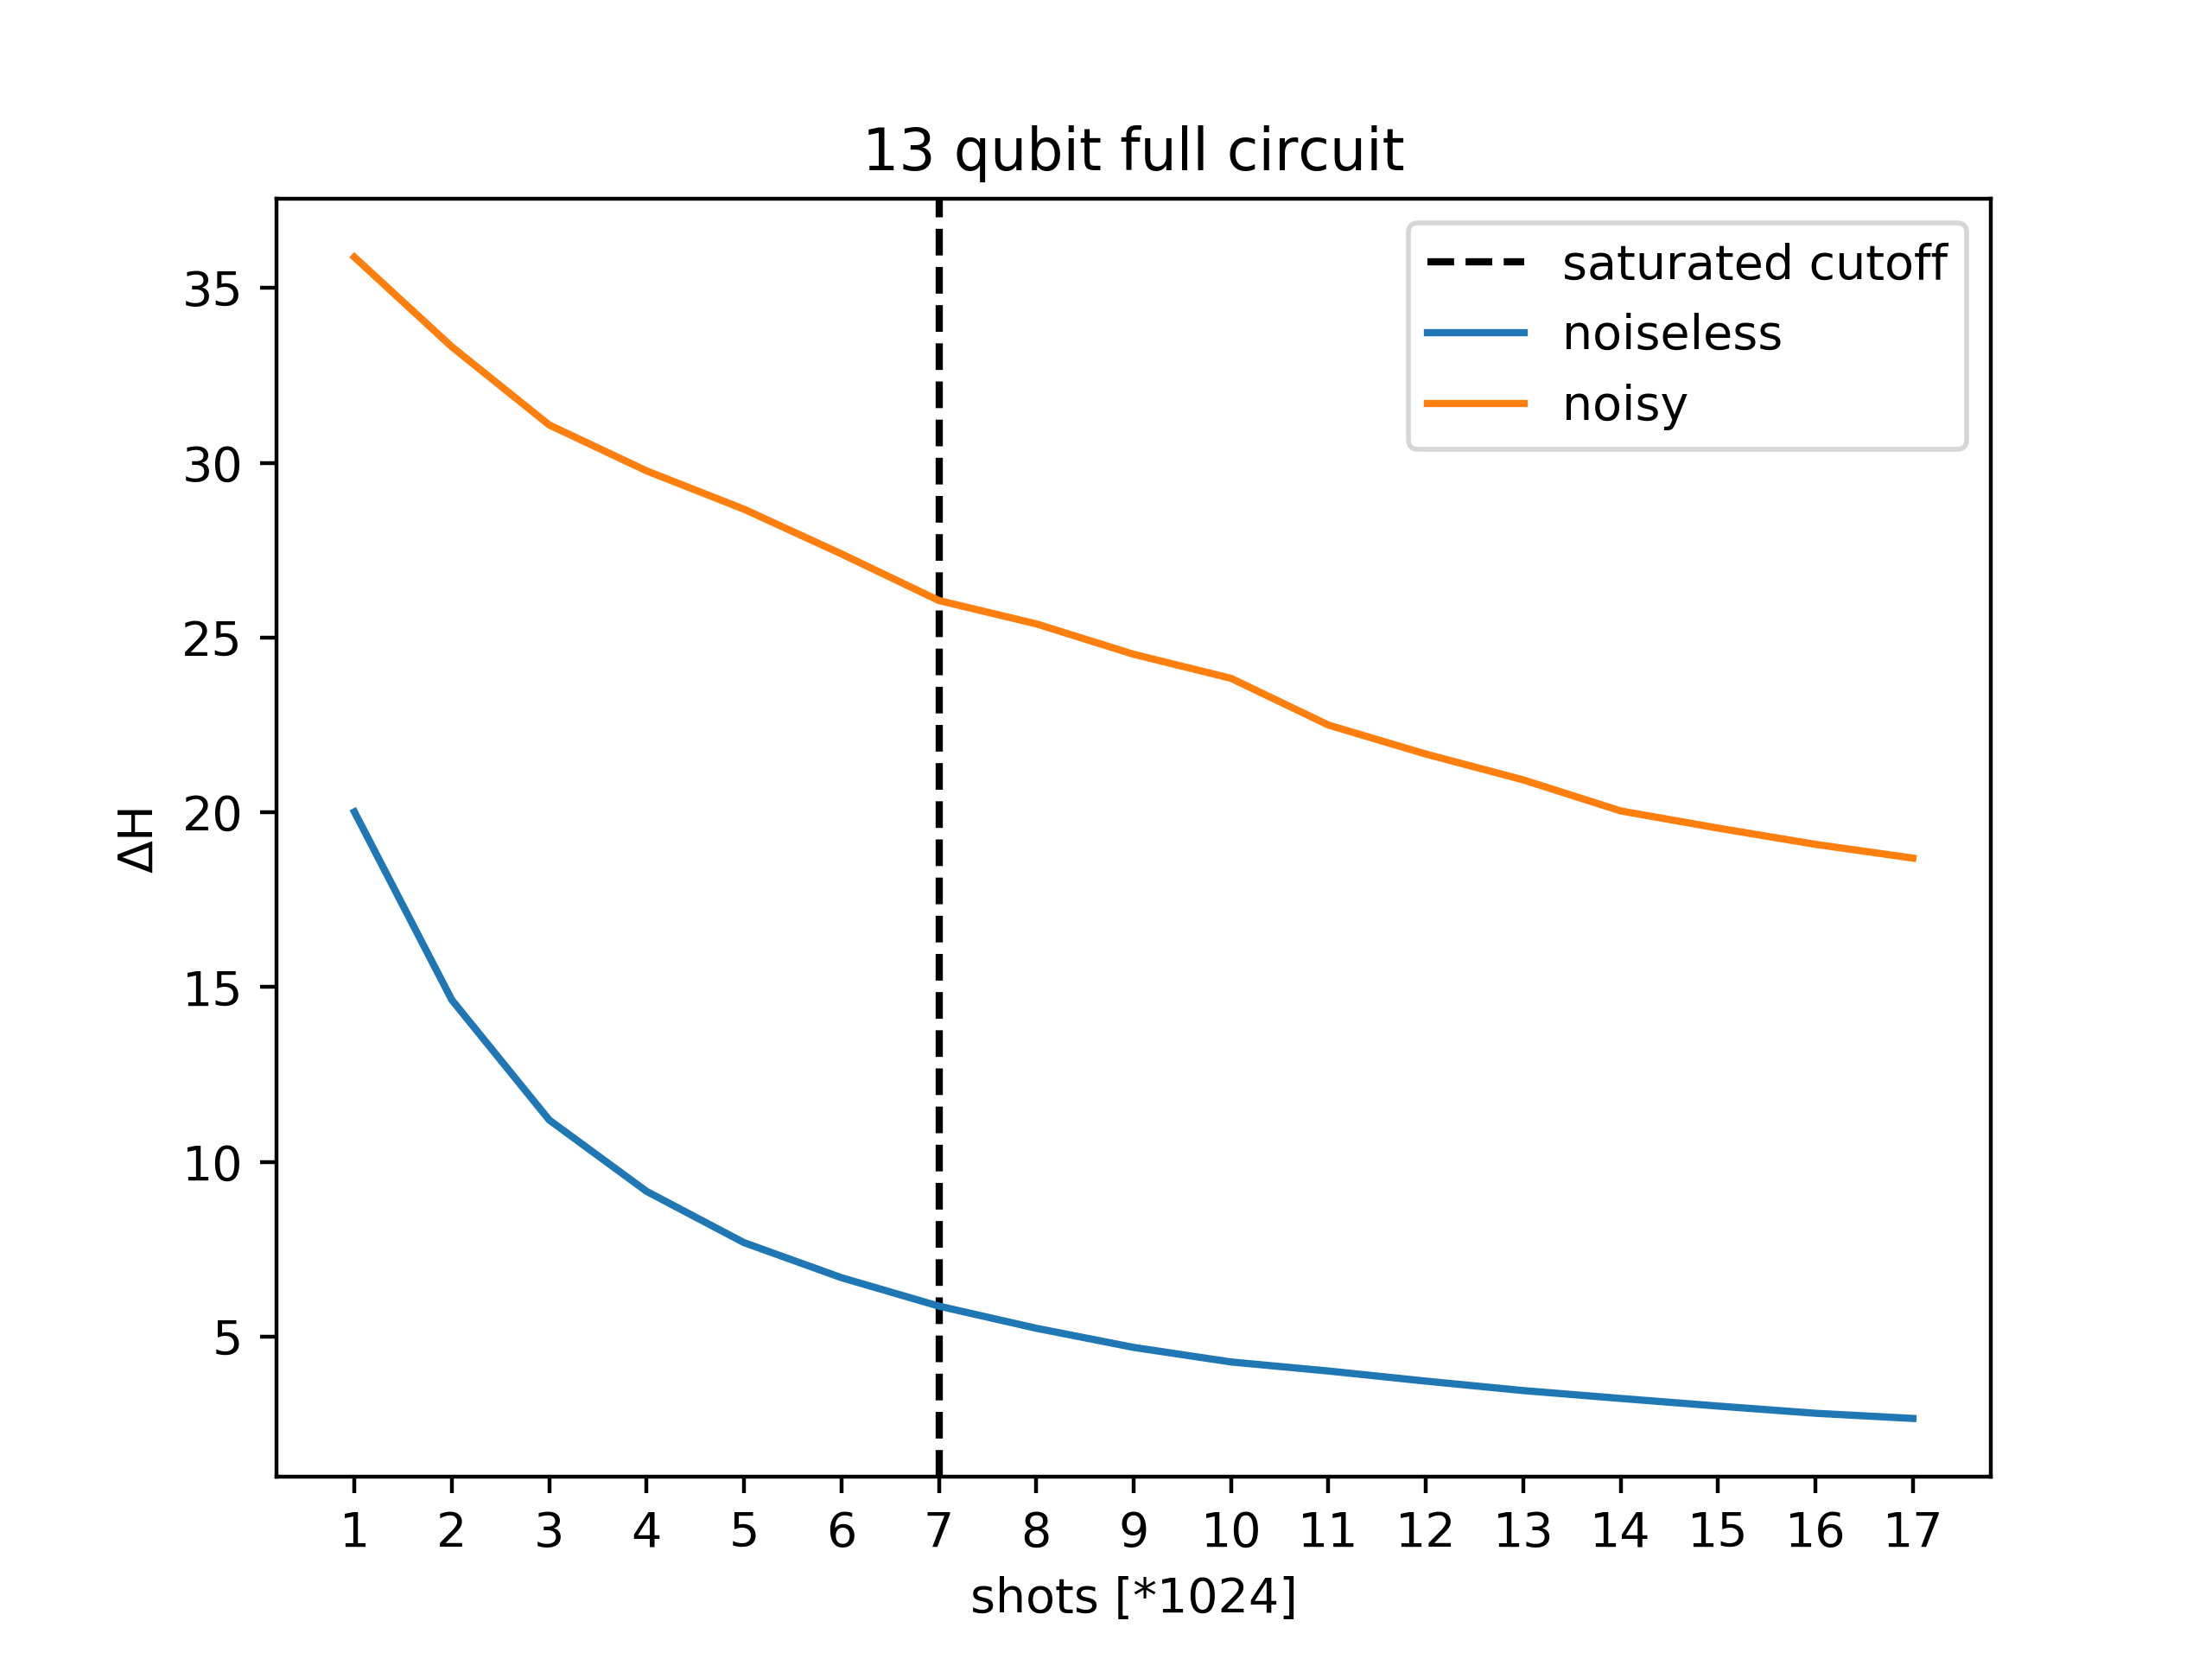 13 qubit full circuit
saturated cutoff
noiseless
noisy
35
30
25
20
15
10
5
ΔH
1 2 3 4 5 6 7 8 9 10 11 12 13 14 15 16 17
shots [*1024]